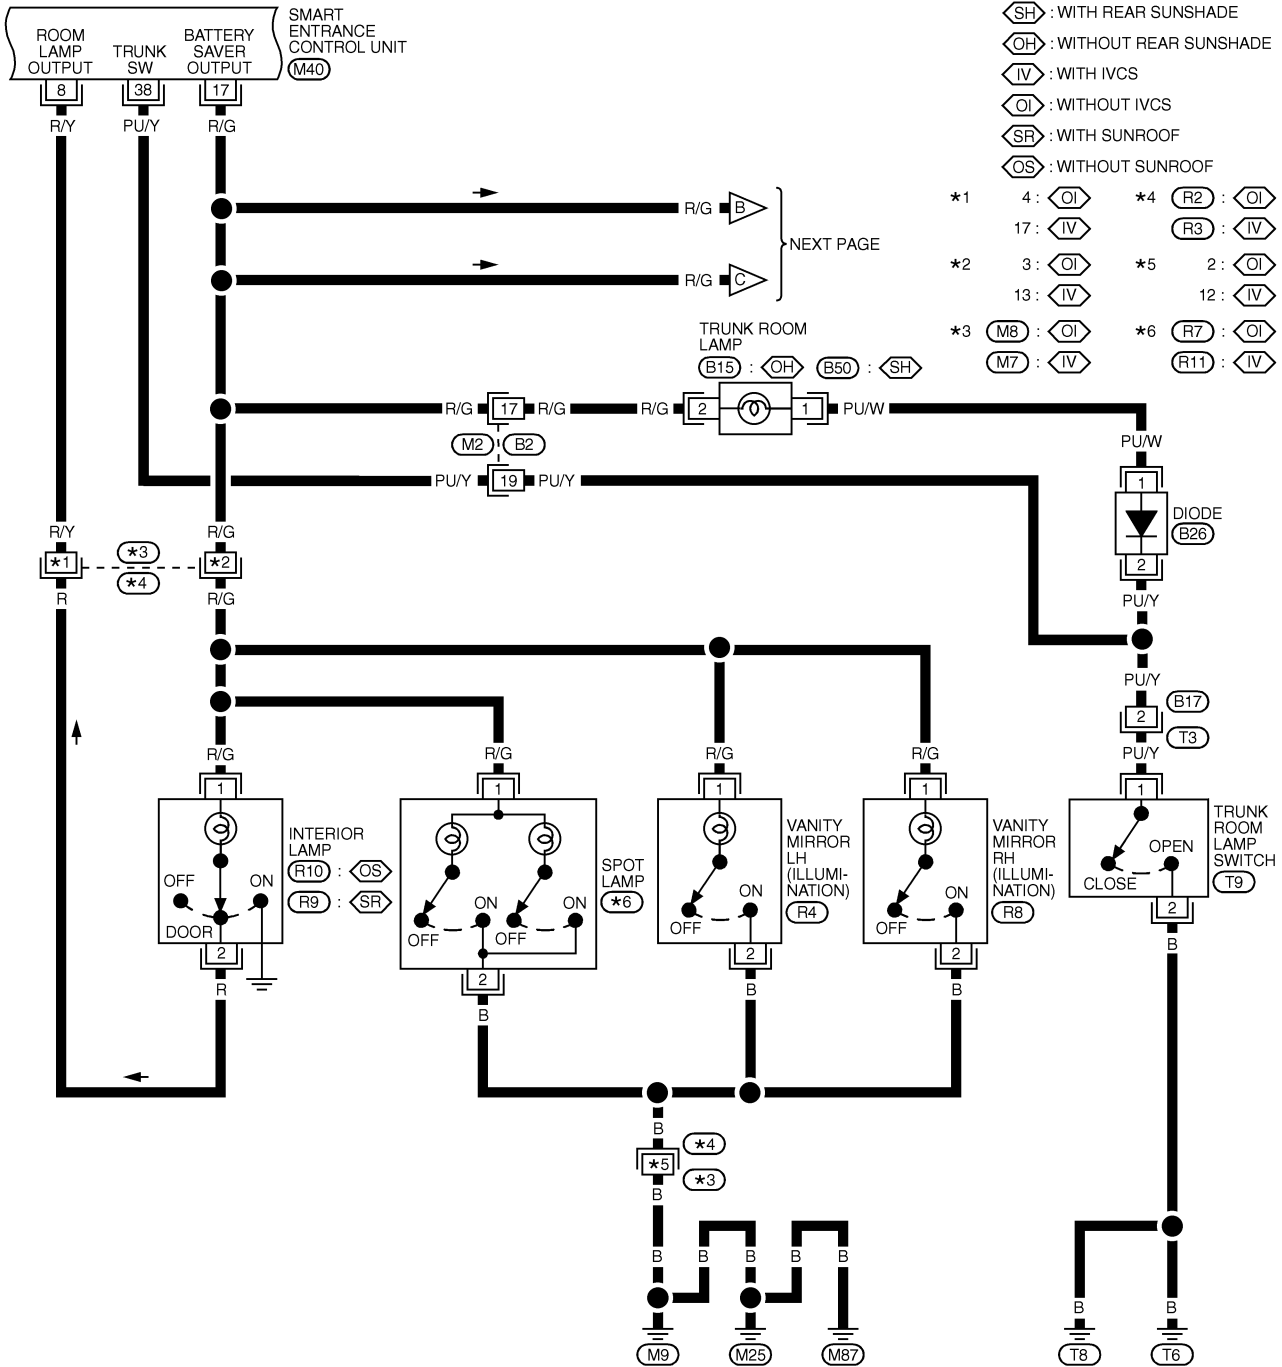 SMART
ENTRANCE
CONTROL UNIT
M40
ROOM
LAMP
OUTPUT
TRUNK
SW
BATTERY
SAVER
OUTPUT
8
38
17
R/Y
PU/Y
R/G
SH : WITH REAR SUNSHADE
OH : WITHOUT REAR SUNSHADE
IV : WITH IVCS
OI : WITHOUT IVCS
SR : WITH SUNROOF
OS : WITHOUT SUNROOF
*1 4 : OI
17 : IV
*2 3 : OI
13 : IV
*3 M8 : OI
M7 : IV
*4 R2 : OI
R3 : IV
*5 2 : OI
12 : IV
*6 R7 : OI
R11 : IV
R/G B
NEXT PAGE
R/G C
TRUNK ROOM
LAMP
B15 : OH B50 : SH
R/G 17 R/G R/G 2 1 PU/W
M2 B2
PU/Y 19 PU/Y
PU/W
1
DIODE
B26
2
PU/Y
R/Y
R/G
*1 *3 *2
*4
R
R/G
PU/Y
B17
2
T3
PU/Y
R/G R/G R/G R/G
1 1 1 1 1
INTERIOR
LAMP
R10 : OS
R9 : SR
OFF ON
DOOR
2
R
SPOT
LAMP
*6
ON ON
OFF OFF
2
B
VANITY
MIRROR
LH
(ILLUMI-
NATION)
R4
ON
OFF
2
B
VANITY
MIRROR
RH
(ILLUMI-
NATION)
R8
ON
OFF
2
B
TRUNK
ROOM
LAMP
SWITCH
T9
OPEN
CLOSE
2
B
B
*4
*5
*3
B
B B B B B
B B
M9 M25 M87 T8 T6